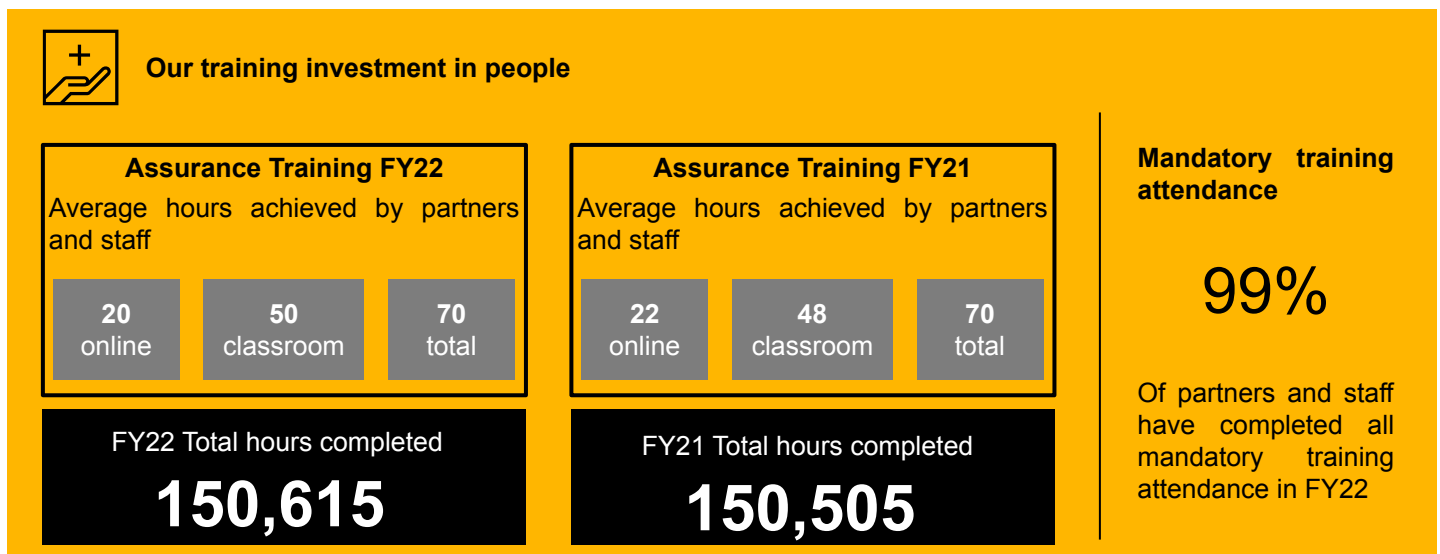 Our training investment in people
Assurance Training FY22
Average hours achieved by partners
and staff
20
online
50
classroom
70
total
FY22 Total hours completed
150,615
Assurance Training FY21
Average hours achieved by partners
and staff
22
online
48
classroom
70
total
FY21 Total hours completed
150,505
Mandatory training
attendance
99%
Of partners and staff
have completed all
mandatory training
attendance in FY22